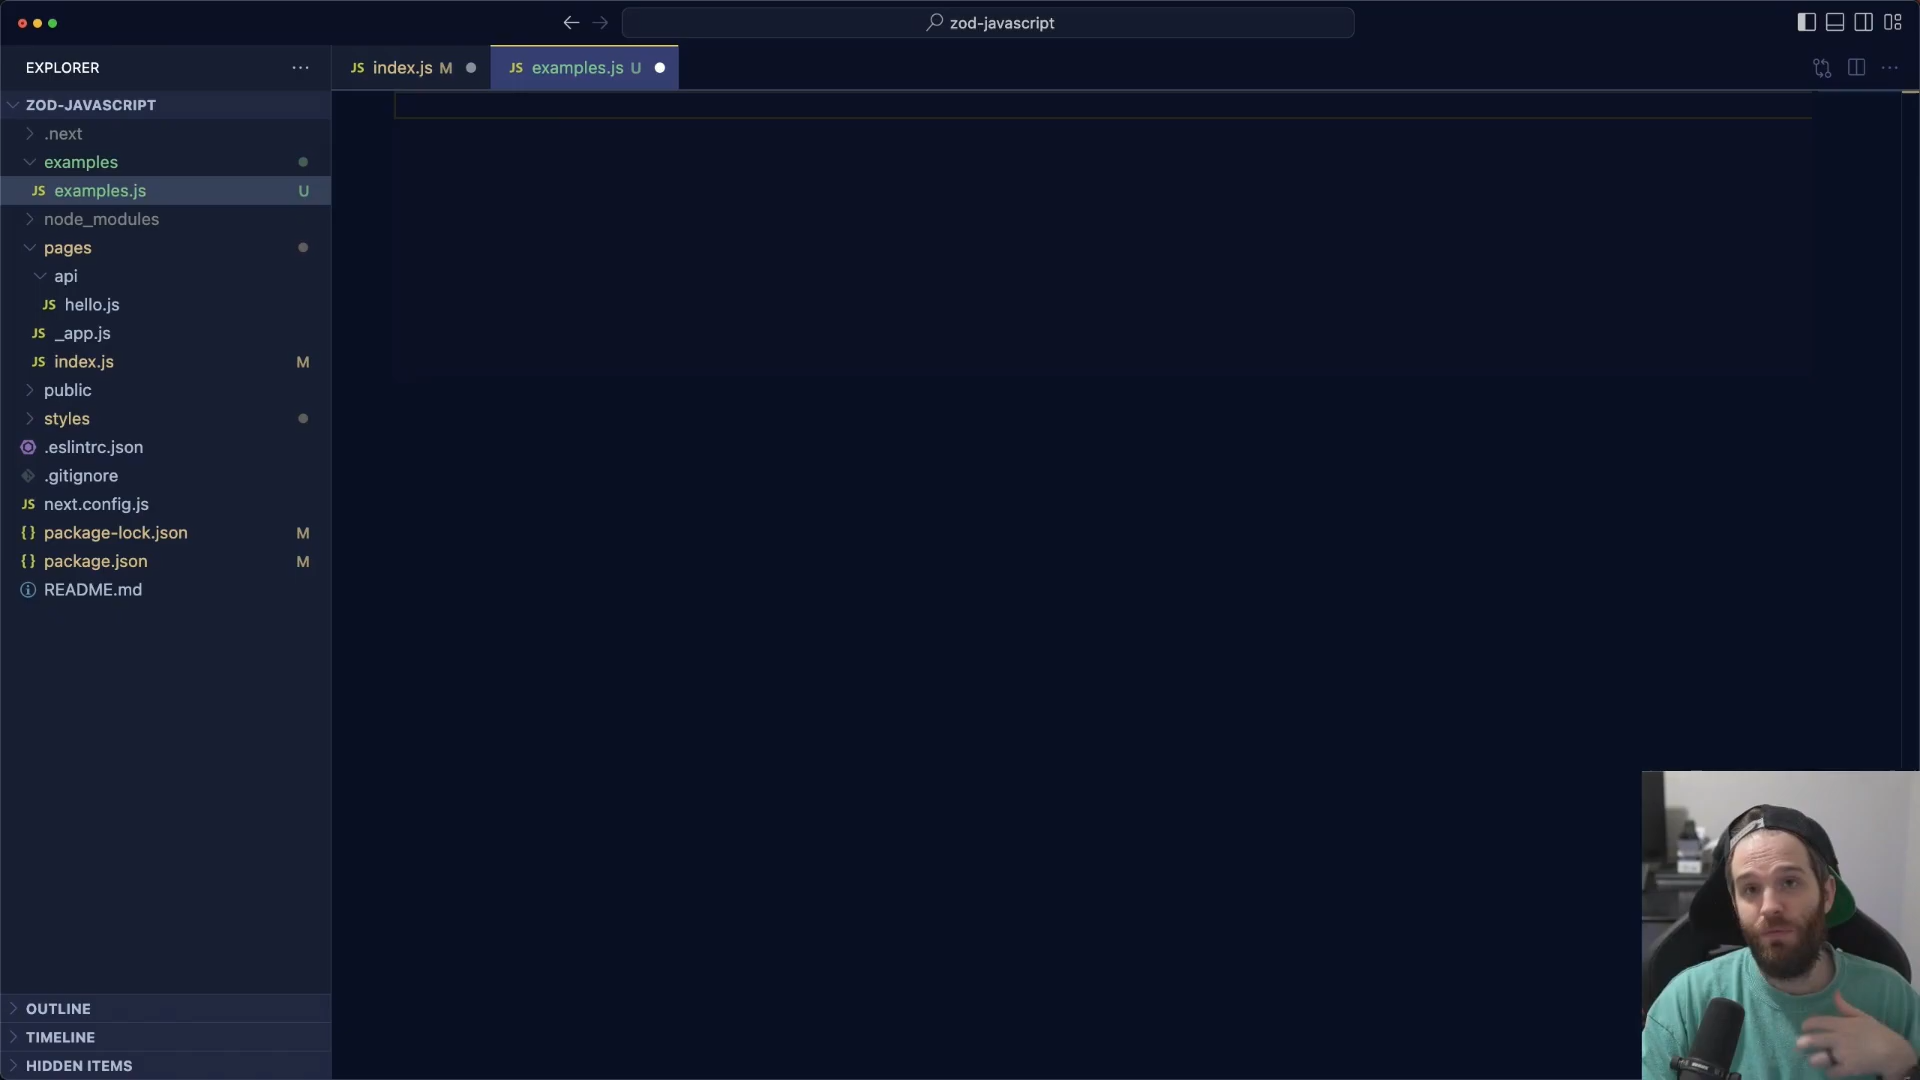 zod-javascript
EXPLORER
JS index.js M
JS examples.js U
ZOD-JAVASCRIPT
.next
examples
JS examples.js U
node_modules
pages
api
JS hello.js
JS _app.js
JS index.js M
public
styles
.eslintrc.json
.gitignore
JS next.config.js
{} package-lock.json M
{} package.json M
README.md
OUTLINE
TIMELINE
HIDDEN ITEMS